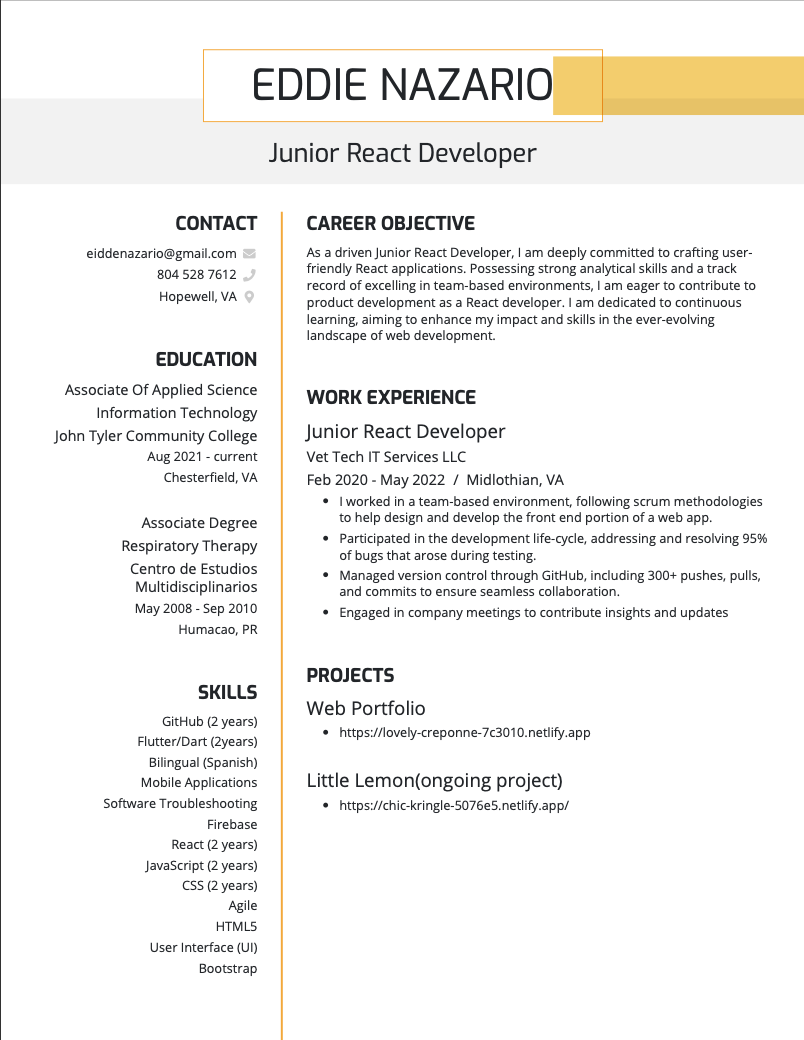 EDDIE NAZARIO
Junior React Developer
CONTACT
eiddenazario@gmail.com
804 528 7612
Hopewell, VA
EDUCATION
Associate Of Applied Science
Information Technology
John Tyler Community College
Aug 2021 - current
Chesterfield, VA
Associate Degree
Respiratory Therapy
Centro de Estudios
Multidisciplinarios
May 2008 - Sep 2010
Humacao, PR
SKILLS
GitHub (2 years)
Flutter/Dart (2years)
Bilingual (Spanish)
Mobile Applications
Software Troubleshooting
Firebase
React (2 years)
JavaScript (2 years)
CSS (2 years)
Agile
HTML5
User Interface (UI)
Bootstrap
CAREER OBJECTIVE
As a driven Junior React Developer, I am deeply committed to crafting user-
friendly React applications. Possessing strong analytical skills and a track
record of excelling in team-based environments, I am eager to contribute to
product development as a React developer. I am dedicated to continuous
learning, aiming to enhance my impact and skills in the ever-evolving
landscape of web development.
WORK EXPERIENCE
Junior React Developer
Vet Tech IT Services LLC
Feb 2020 - May 2022 / Midlothian, VA
• I worked in a team-based environment, following scrum methodologies
to help design and develop the front end portion of a web app.
• Participated in the development life-cycle, addressing and resolving 95%
of bugs that arose during testing.
• Managed version control through GitHub, including 300+ pushes, pulls,
and commits to ensure seamless collaboration.
• Engaged in company meetings to contribute insights and updates
PROJECTS
Web Portfolio
• https://lovely-creponne-7c3010.netlify.app
Little Lemon(ongoing project)
• https://chic-kringle-5076e5.netlify.app/